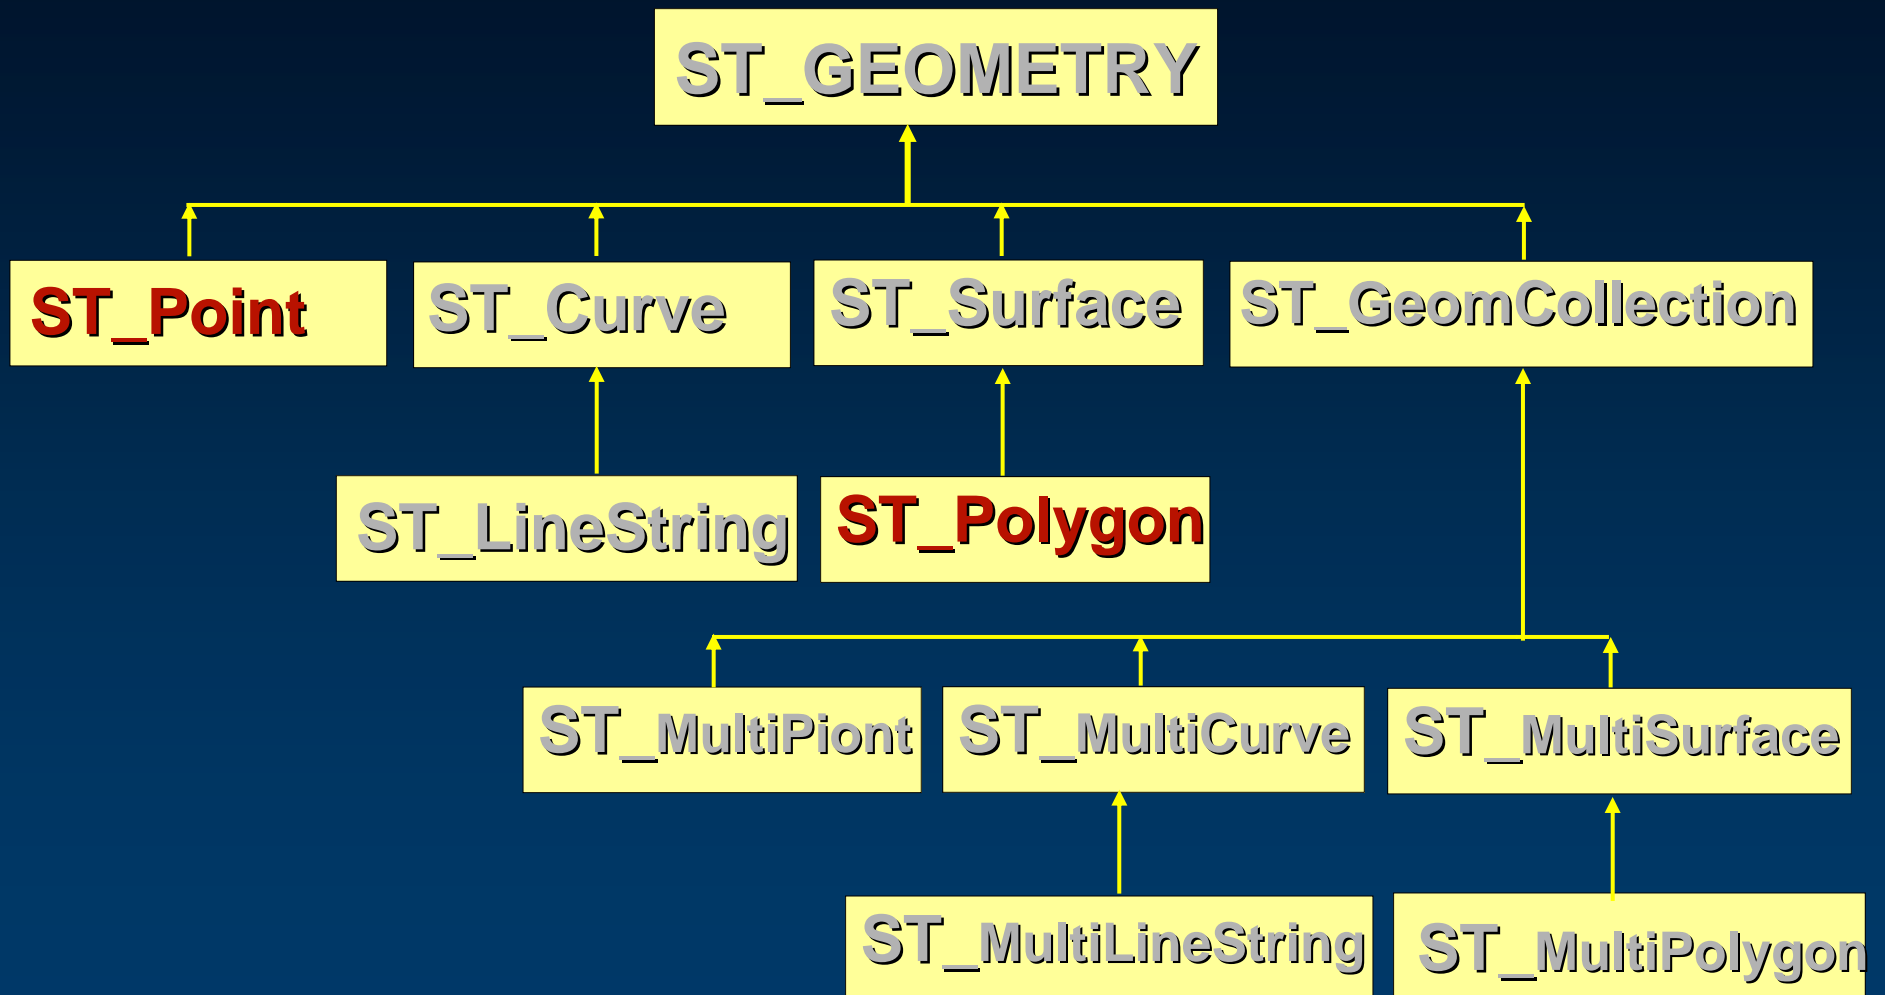 ST_GEOMETRY
ST_Point
ST_Curve
ST_Surface
ST_GeomCollection
ST_LineString
ST_Polygon
ST_MultiPiont
ST_MultiCurve
ST_MultiSurface
ST_MultiLineString
ST_MultiPolygon